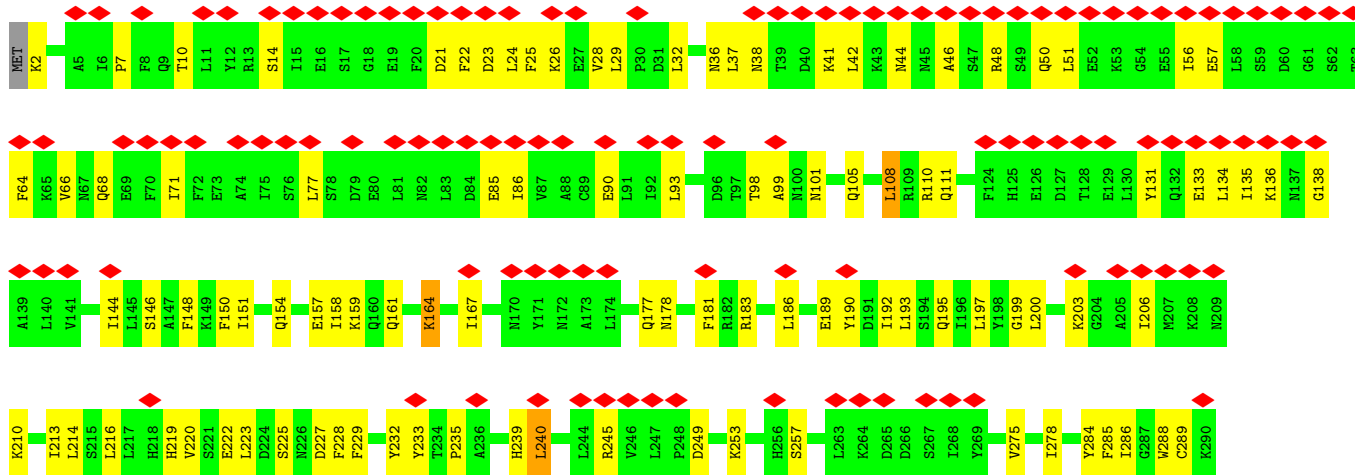 MET K2 A5 I6 P7 F8 Q9 T10 L11 Y12 R13 S14 I15 E16 S17 G18 E19 F20 D21 F22 D23 L24 F25 K26 E27 V28 L29 P30 D31 L32 N36 L37 N38 T39 D40 K41 L42 K43 N44 N45 A46 S47 R48 S49 Q50 L51 E52 K53 G54 E55 I56 E57 L58 S59 D60 G61 S62
F64 K65 V66 N67 Q68 E69 F70 I71 F72 E73 A74 I75 S76 L77 S78 D79 E80 L81 N82 L83 D84 E85 I86 V87 A88 C89 E90 L91 I92 L93 D96 T97 T98 A99 N100 N101 Q105 L108 R109 R110 Q111 F124 H125 E126 D127 T128 E129 L130 Y131 Q132 E133 L134 I135 K136 N137 G138
A139 L140 V141 I144 L145 S146 A147 F148 K149 F150 I151 Q154 E157 I158 K159 Q160 Q161 K164 I167 N170 Y171 N172 A173 L174 Q177 N178 F181 R182 R183 L186 E189 Y190 D191 I192 L193 S194 Q195 I196 L197 Y198 G199 L200 K203 G204 A205 I206 M207 K208 N209
K210 I213 L214 S215 L216 L217 H218 H219 V220 S221 E222 L223 D224 S225 N226 D227 F228 F229 Y232 Y233 T234 P235 A236 H239 L240 L244 R245 V246 L247 P248 D249 K253 H256 S257 L263 K264 D265 D266 S267 I268 Y269 V275 I278 Y284 F285 I286 G287 W288 C289 K290